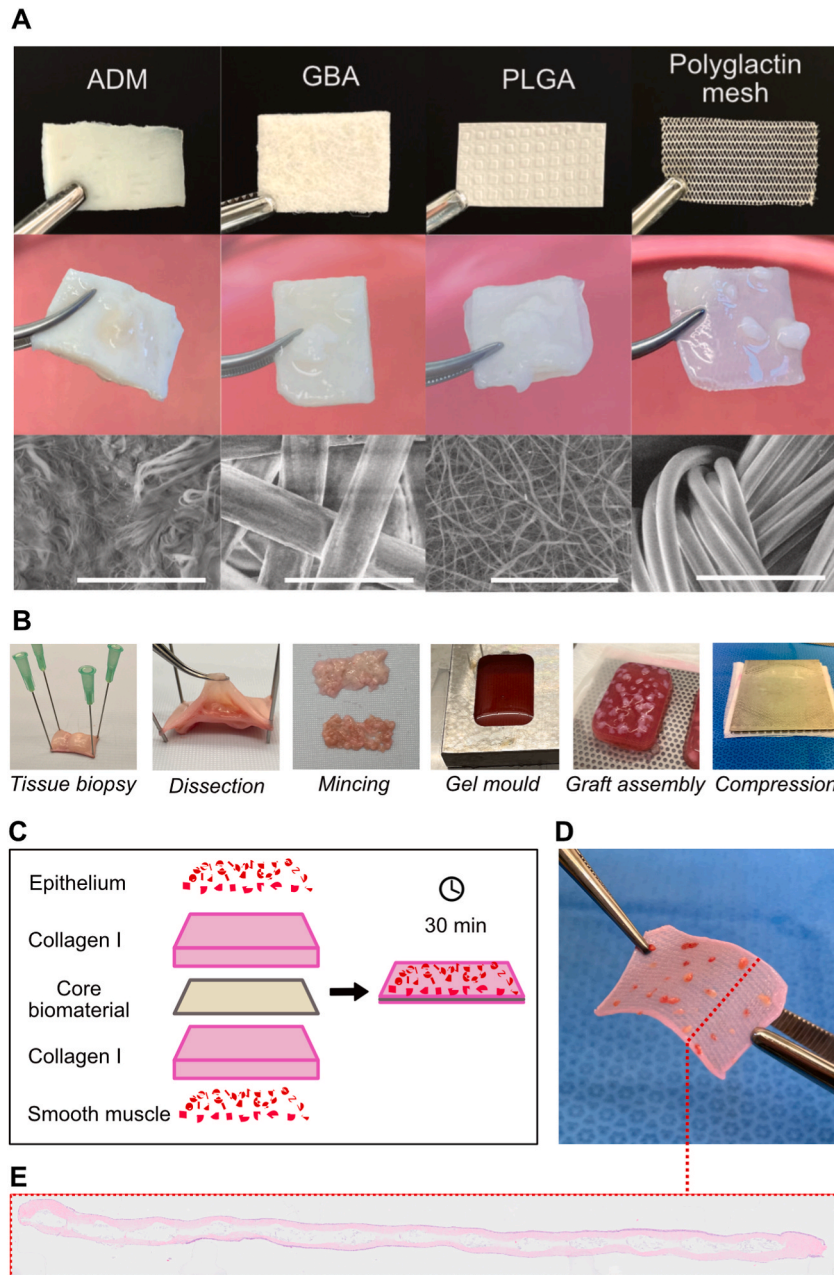 A
ADM
GBA
PLGA
Polyglactin
mesh
B
Tissue biopsy
Dissection
Mincing
Gel mould
Graft assembly
Compression
C
Epithelium
Collagen I
Core
biomaterial
Collagen I
Smooth muscle
30 min
D
E